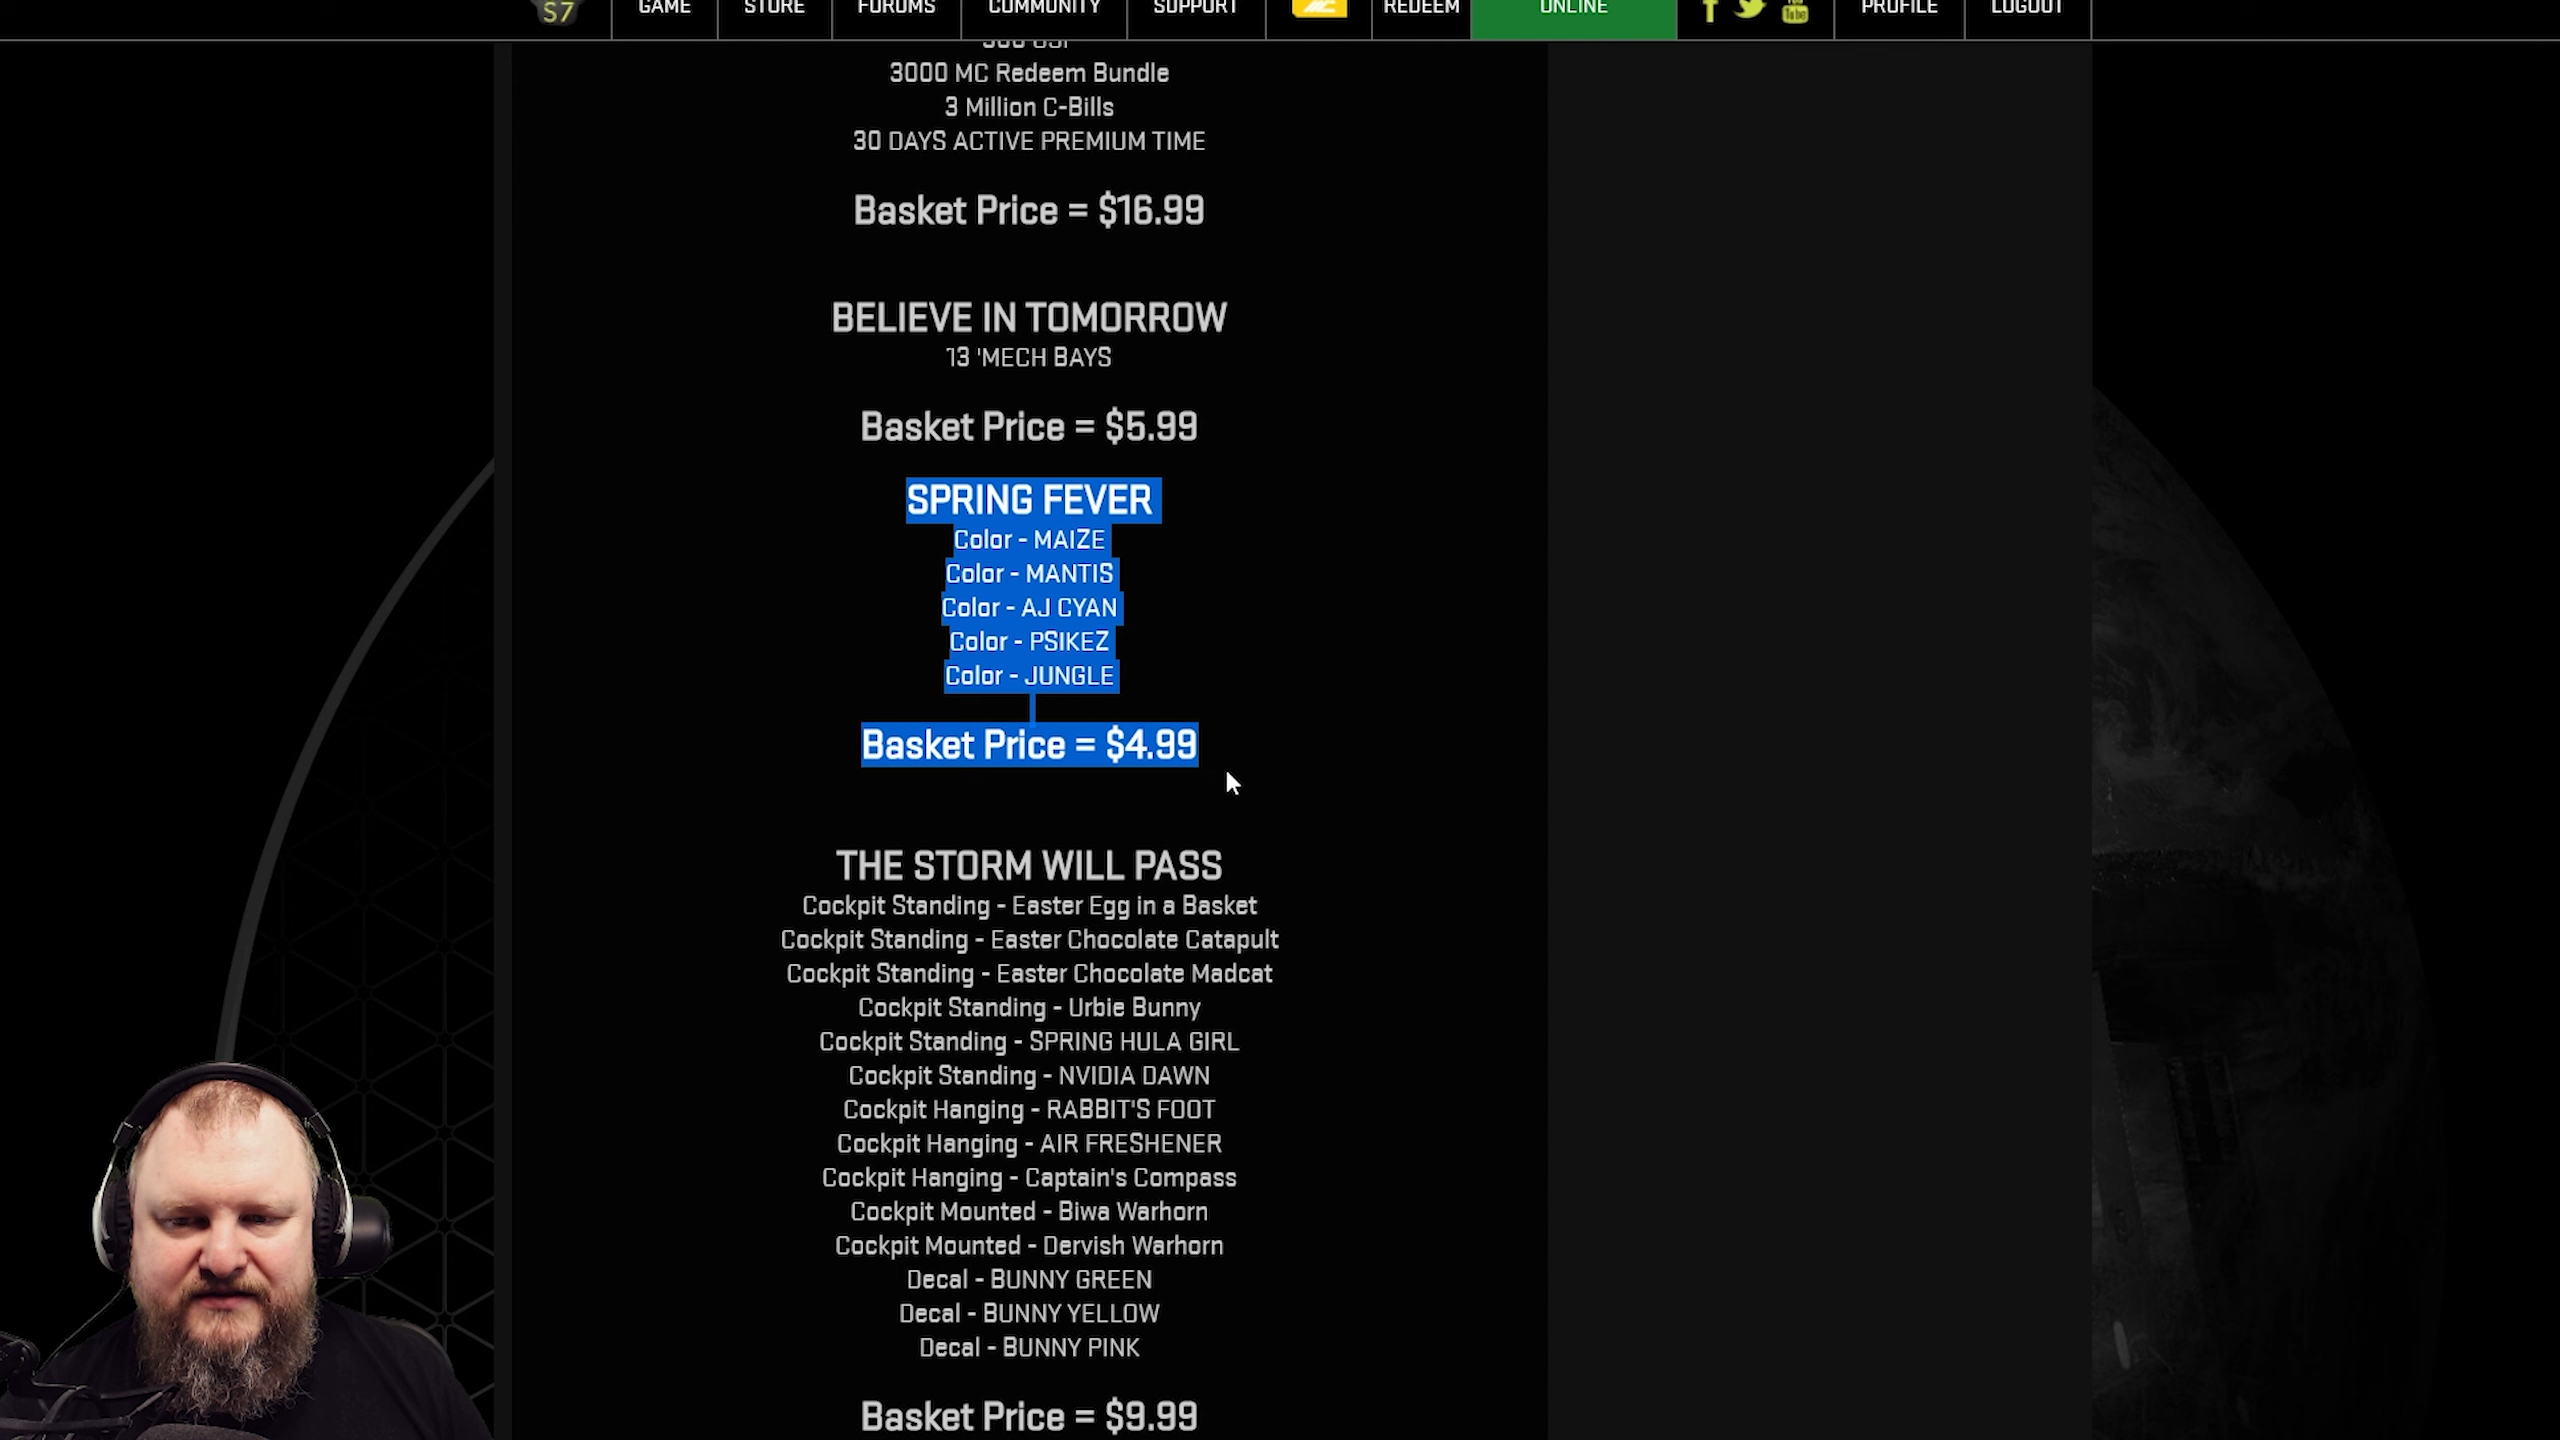 S7
GAME
STORE
FORUMS
COMMUNITY
SUPPORT
MC
REDEEM
ONLINE
You
Tube
PROFILE
LOGOUT
3000 MC Redeem Bundle
3 Million C-Bills
30 DAYS ACTIVE PREMIUM TIME
Basket Price = $16.99
BELIEVE IN TOMORROW
13 'MECH BAYS
Basket Price = $5.99
SPRING FEVER
Color - MAIZE
Color - MANTIS
Color - AJ CYAN
Color - PSIKEZ
Color - JUNGLE
Basket Price = $4.99
THE STORM WILL PASS
Cockpit Standing - Easter Egg in a Basket
Cockpit Standing - Easter Chocolate Catapult
Cockpit Standing - Easter Chocolate Madcat
Cockpit Standing - Urbie Bunny
Cockpit Standing - SPRING HULA GIRL
Cockpit Standing - NVIDIA DAWN
Cockpit Hanging - RABBIT'S FOOT
Cockpit Hanging - AIR FRESHENER
Cockpit Hanging - Captain's Compass
Cockpit Mounted - Biwa Warhorn
Cockpit Mounted - Dervish Warhorn
Decal - BUNNY GREEN
Decal - BUNNY YELLOW
Decal - BUNNY PINK
Basket Price = $9.99